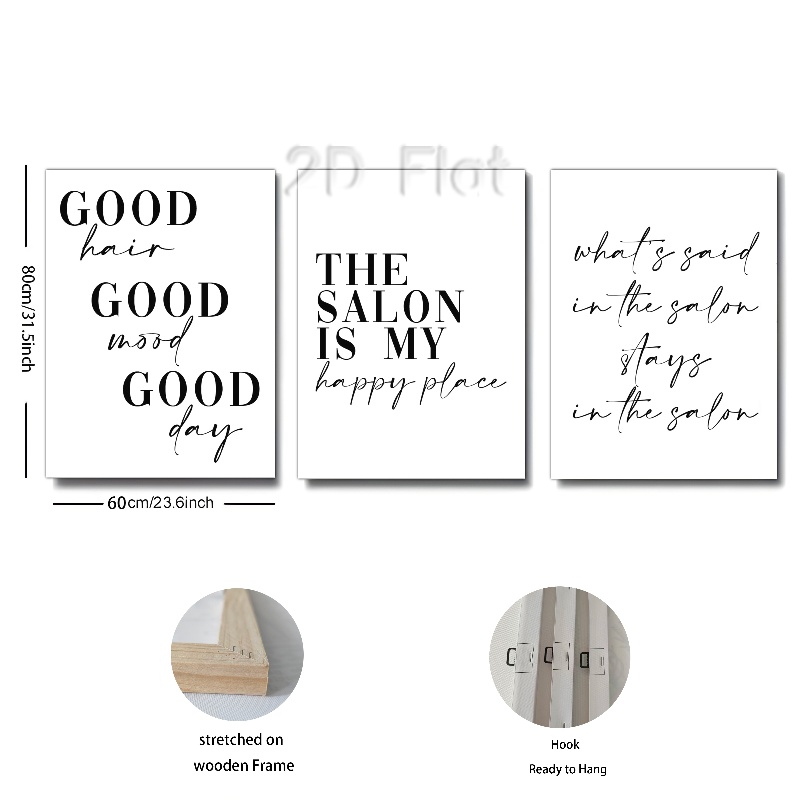 2D Flat
GOOD
hair
GOOD
mood
GOOD
day
THE
SALON
IS MY
happy place
what's said
in the salon
stays
in the salon
80cm/31.5inch
60cm/23.6inch
stretched on
wooden Frame
Hook
Ready to Hang